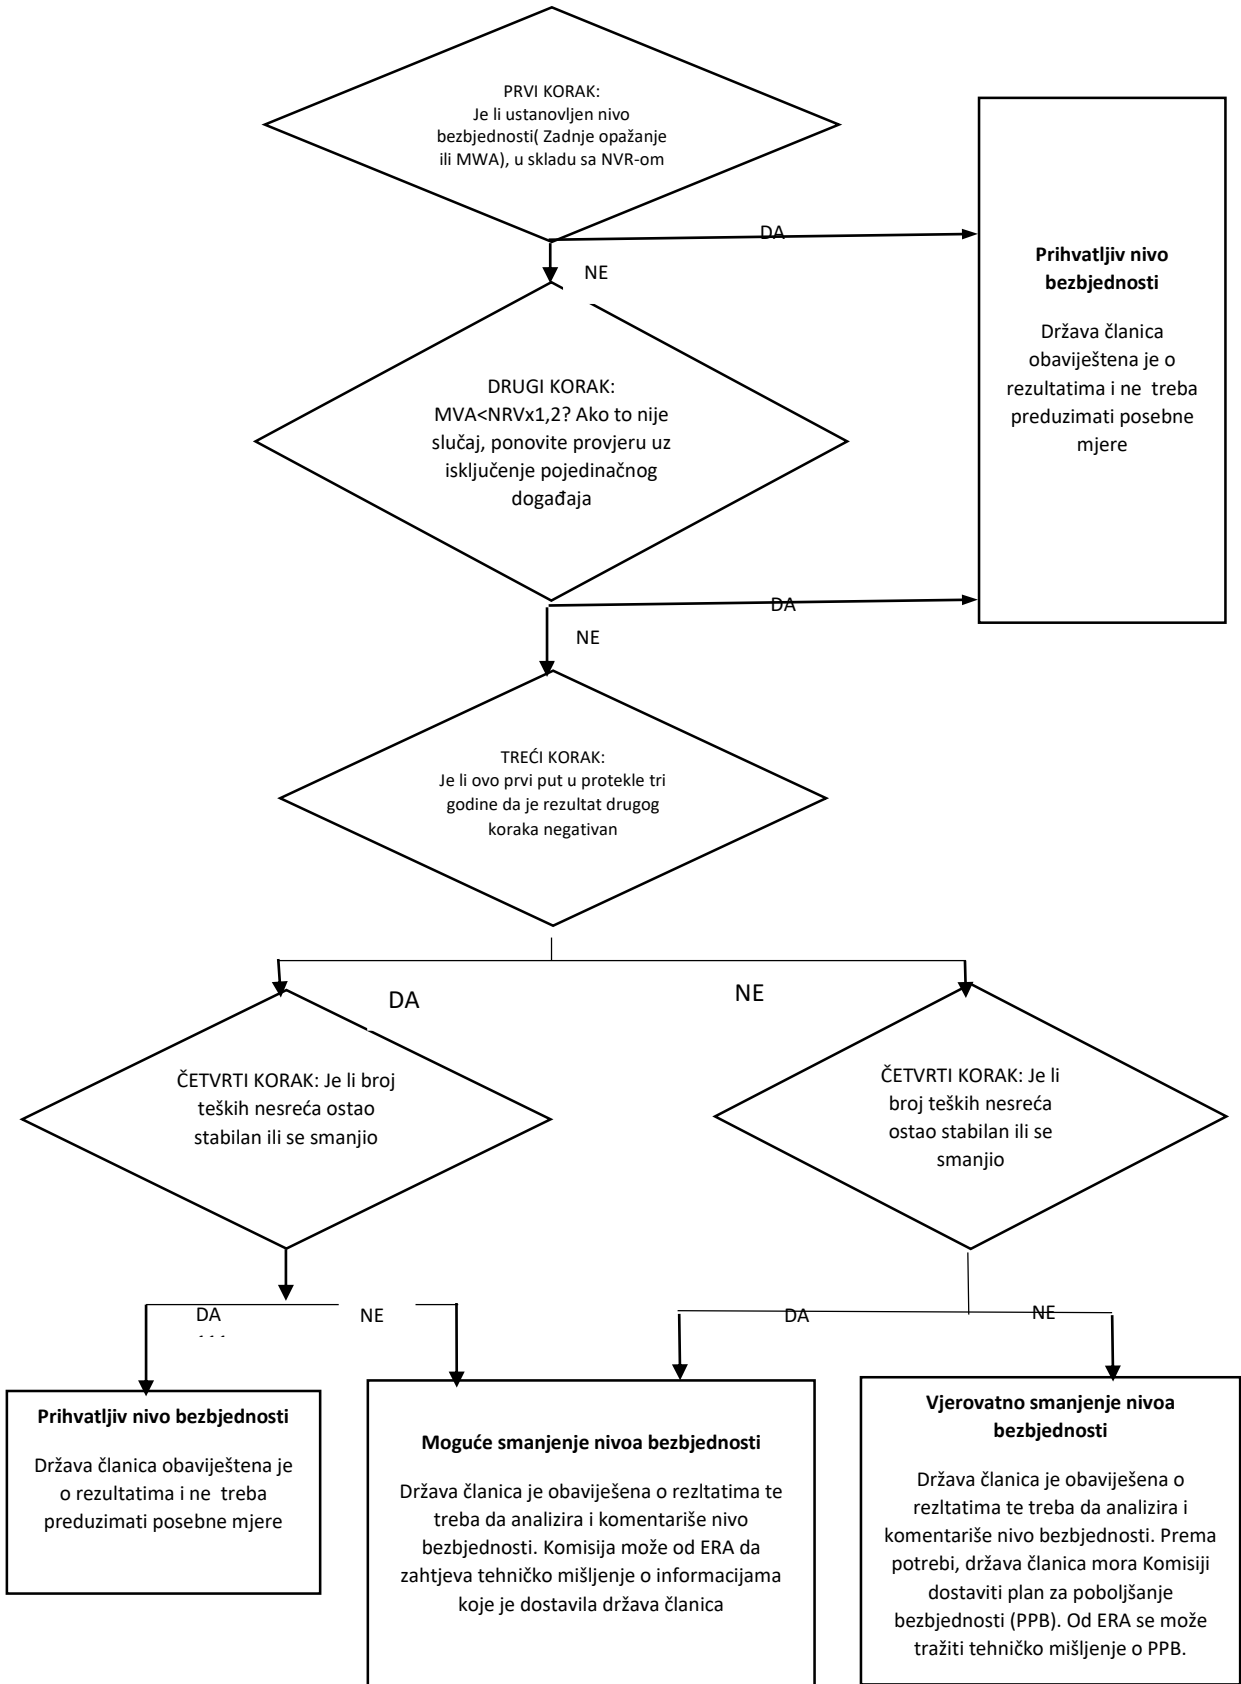 PRVI KORAK:
Je li ustanovljen nivo
bezbjednosti( Zadnje opažanje
ili MWA), u skladu sa NVR-om
DA
NE
Prihvatljiv nivo
bezbjednosti
Država članica
obaviještena je o
rezultatima i ne treba
preduzimati posebne
mjere
DRUGI KORAK:
MVA<NRVx1,2? Ako to nije
slučaj, ponovite provjeru uz
isključenje pojedinačnog
događaja
DA
NE
TREĆI KORAK:
Je li ovo prvi put u protekle tri
godine da je rezultat drugog
koraka negativan
DA
NE
ČETVRTI KORAK: Je li broj
teških nesreća ostao
stabilan ili se smanjio
ČETVRTI KORAK: Je li
broj teških nesreća
ostao stabilan ili se
smanjio
DA
NE
DA
NE
Prihvatljiv nivo bezbjednosti
Država članica obaviještena je
o rezultatima i ne treba
preduzimati posebne mjere
Moguće smanjenje nivoa bezbjednosti
Država članica je obaviješena o rezltatima te
treba da analizira i komentariše nivo
bezbjednosti. Komisija može od ERA da
zahtjeva tehničko mišljenje o informacijama
koje je dostavila država članica
Vjerovatno smanjenje nivoa
bezbjednosti
Država članica je obaviješena o
rezltatima te treba da analizira i
komentariše nivo bezbjednosti. Prema
potrebi, država članica mora Komisiji
dostaviti plan za poboljšanje
bezbjednosti (PPB). Od ERA se može
tražiti tehničko mišljenje o PPB.